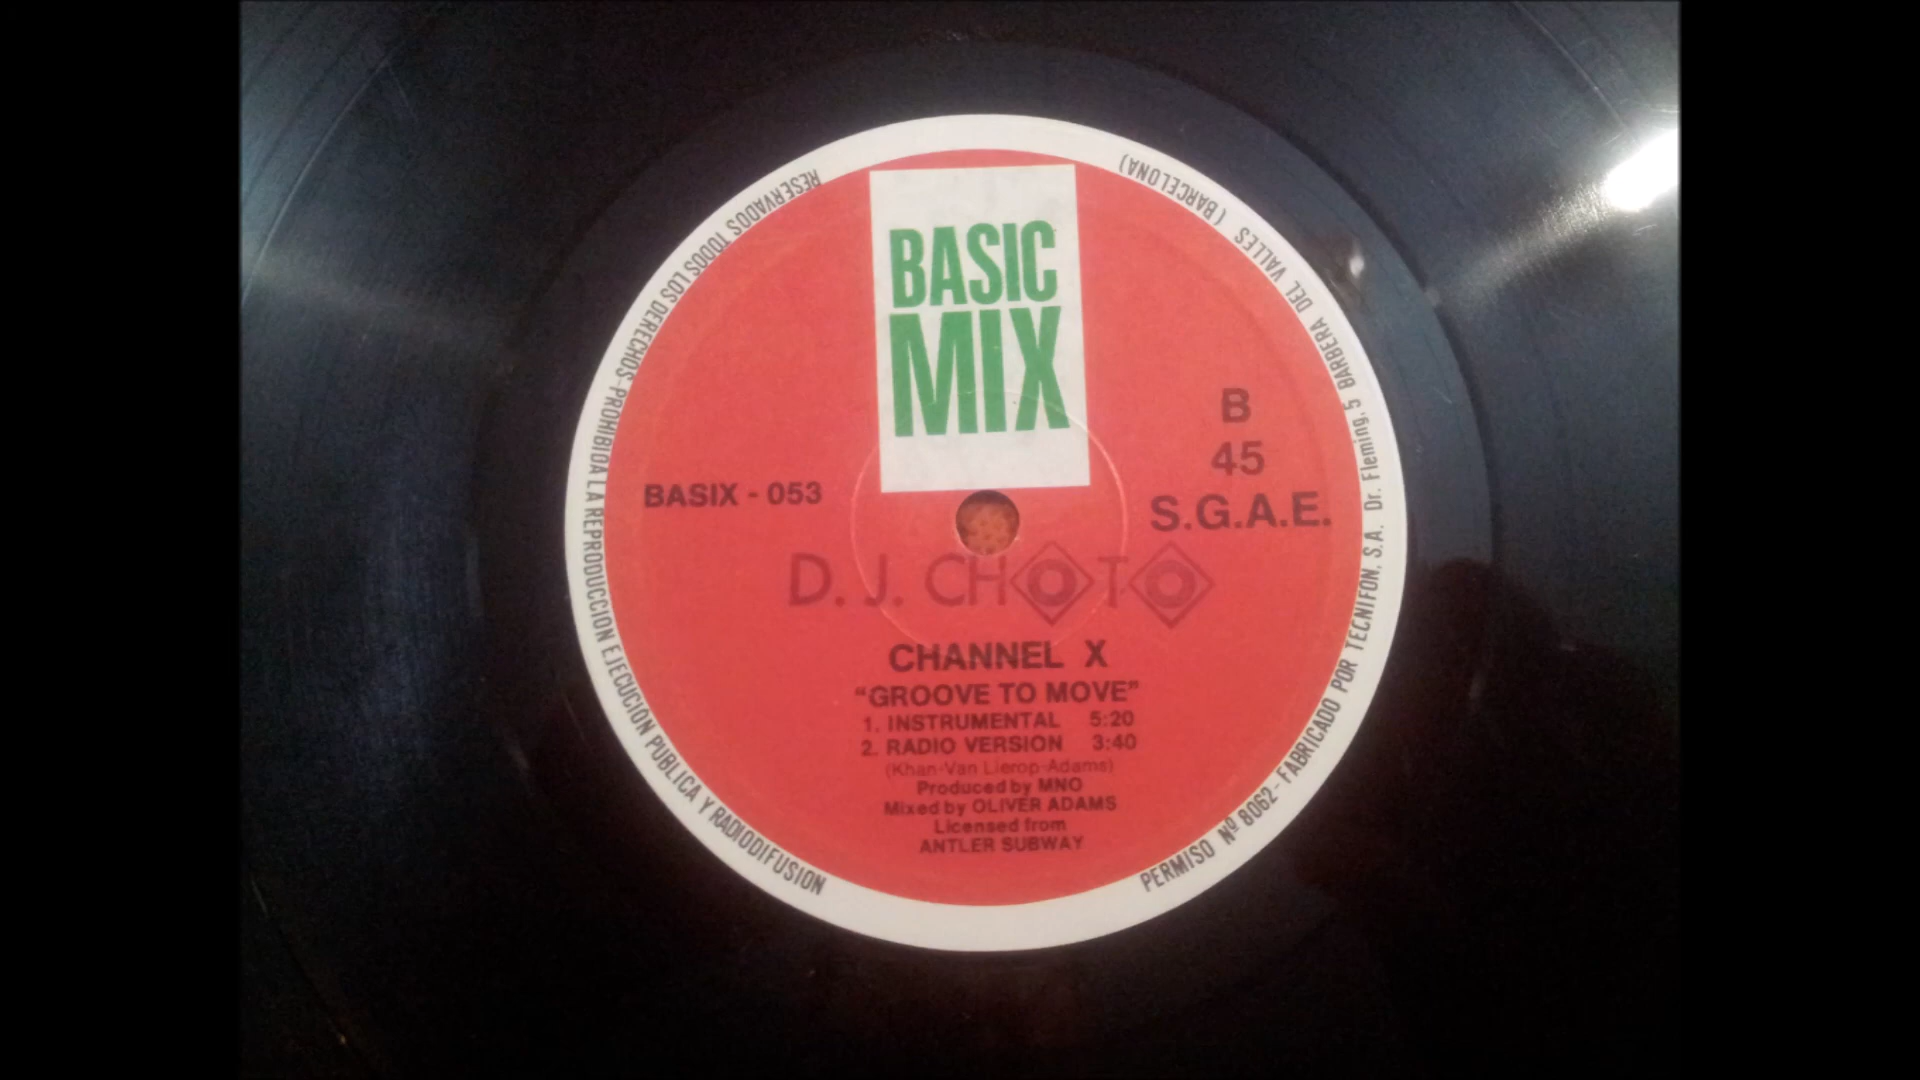 BASIC
MIX
B
45
S.G.A.E.
BASIX - 053
D.J. CHOTO
CHANNEL X
“GROOVE TO MOVE”
1. INSTRUMENTAL 5:20
2. RADIO VERSION 3:40
(Khan-Van Lierop-Adams)
Produced by MNO
Mixed by OLIVER ADAMS
Licensed from
ANTLER SUBWAY
RESERVADOS TODOS LOS DERECHOS-PROHIBIDA LA REPRODUCCION EJECUCIÓN PUBLICA Y RADIODIFUSION
PERMISO Nº 8062- FABRICADO POR TECNIFON, S.A. Dr. Fleming, 5 BARBERA DEL VALLES (BARCELONA)